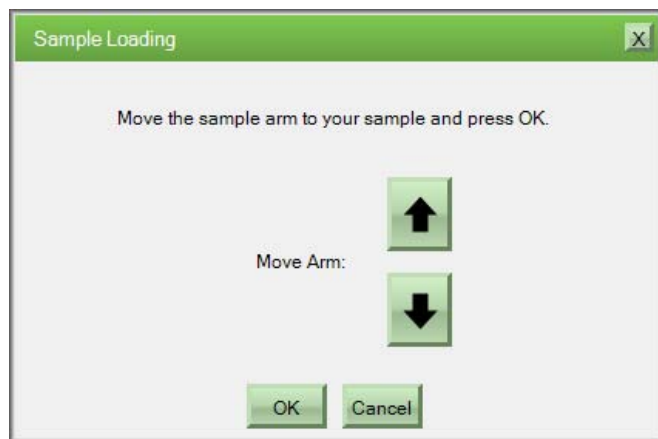 Sample Loading
X
Move the sample arm to your sample and press OK.
Move Arm:
OK
Cancel